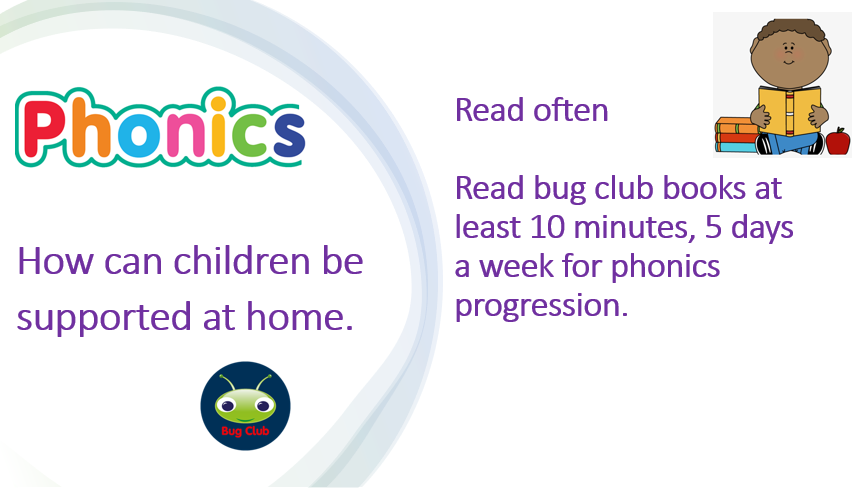 Phonics
How can children be
supported at home.
Bug Club
Read often
Read bug club books at
least 10 minutes, 5 days
a week for phonics
progression.